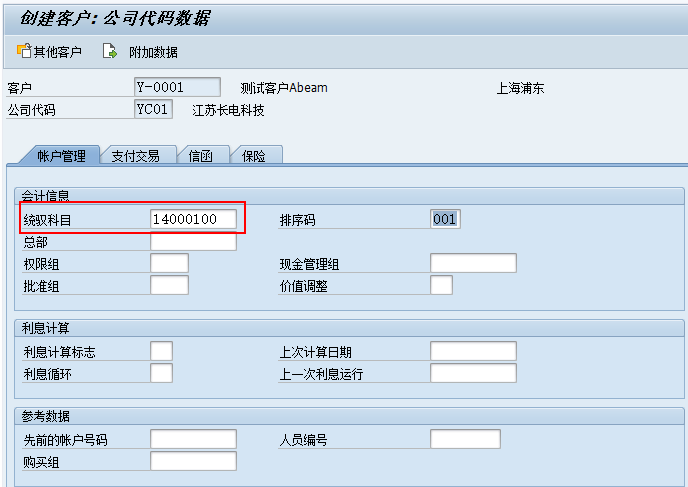 创建客户: 公司代码数据
其他客户 附加数据
客户 Y-0001 测试客户Abeam 上海浦东
公司代码 YC01 江苏长电科技
帐户管理 支付交易 信函 保险
会计信息
统驭科目 14000100 排序码 001
总部
权限组 现金管理组
批准组 价值调整
利息计算
利息计算标志 上次计算日期
利息循环 上一次利息运行
参考数据
先前的帐户号码 人员编号
购买组